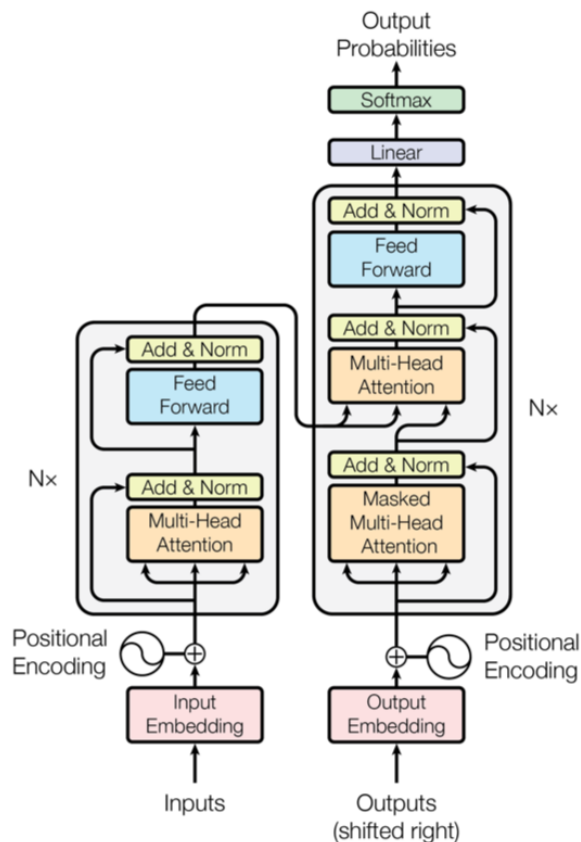 Output
Probabilities
Softmax
Linear
Add & Norm
Feed
Forward
Add & Norm
Multi-Head
Attention
Nx
Add & Norm
Masked
Multi-Head
Attention
Add & Norm
Feed
Forward
Nx
Add & Norm
Multi-Head
Attention
Positional
Encoding
Positional
Encoding
Input
Embedding
Output
Embedding
Inputs
Outputs
(shifted right)